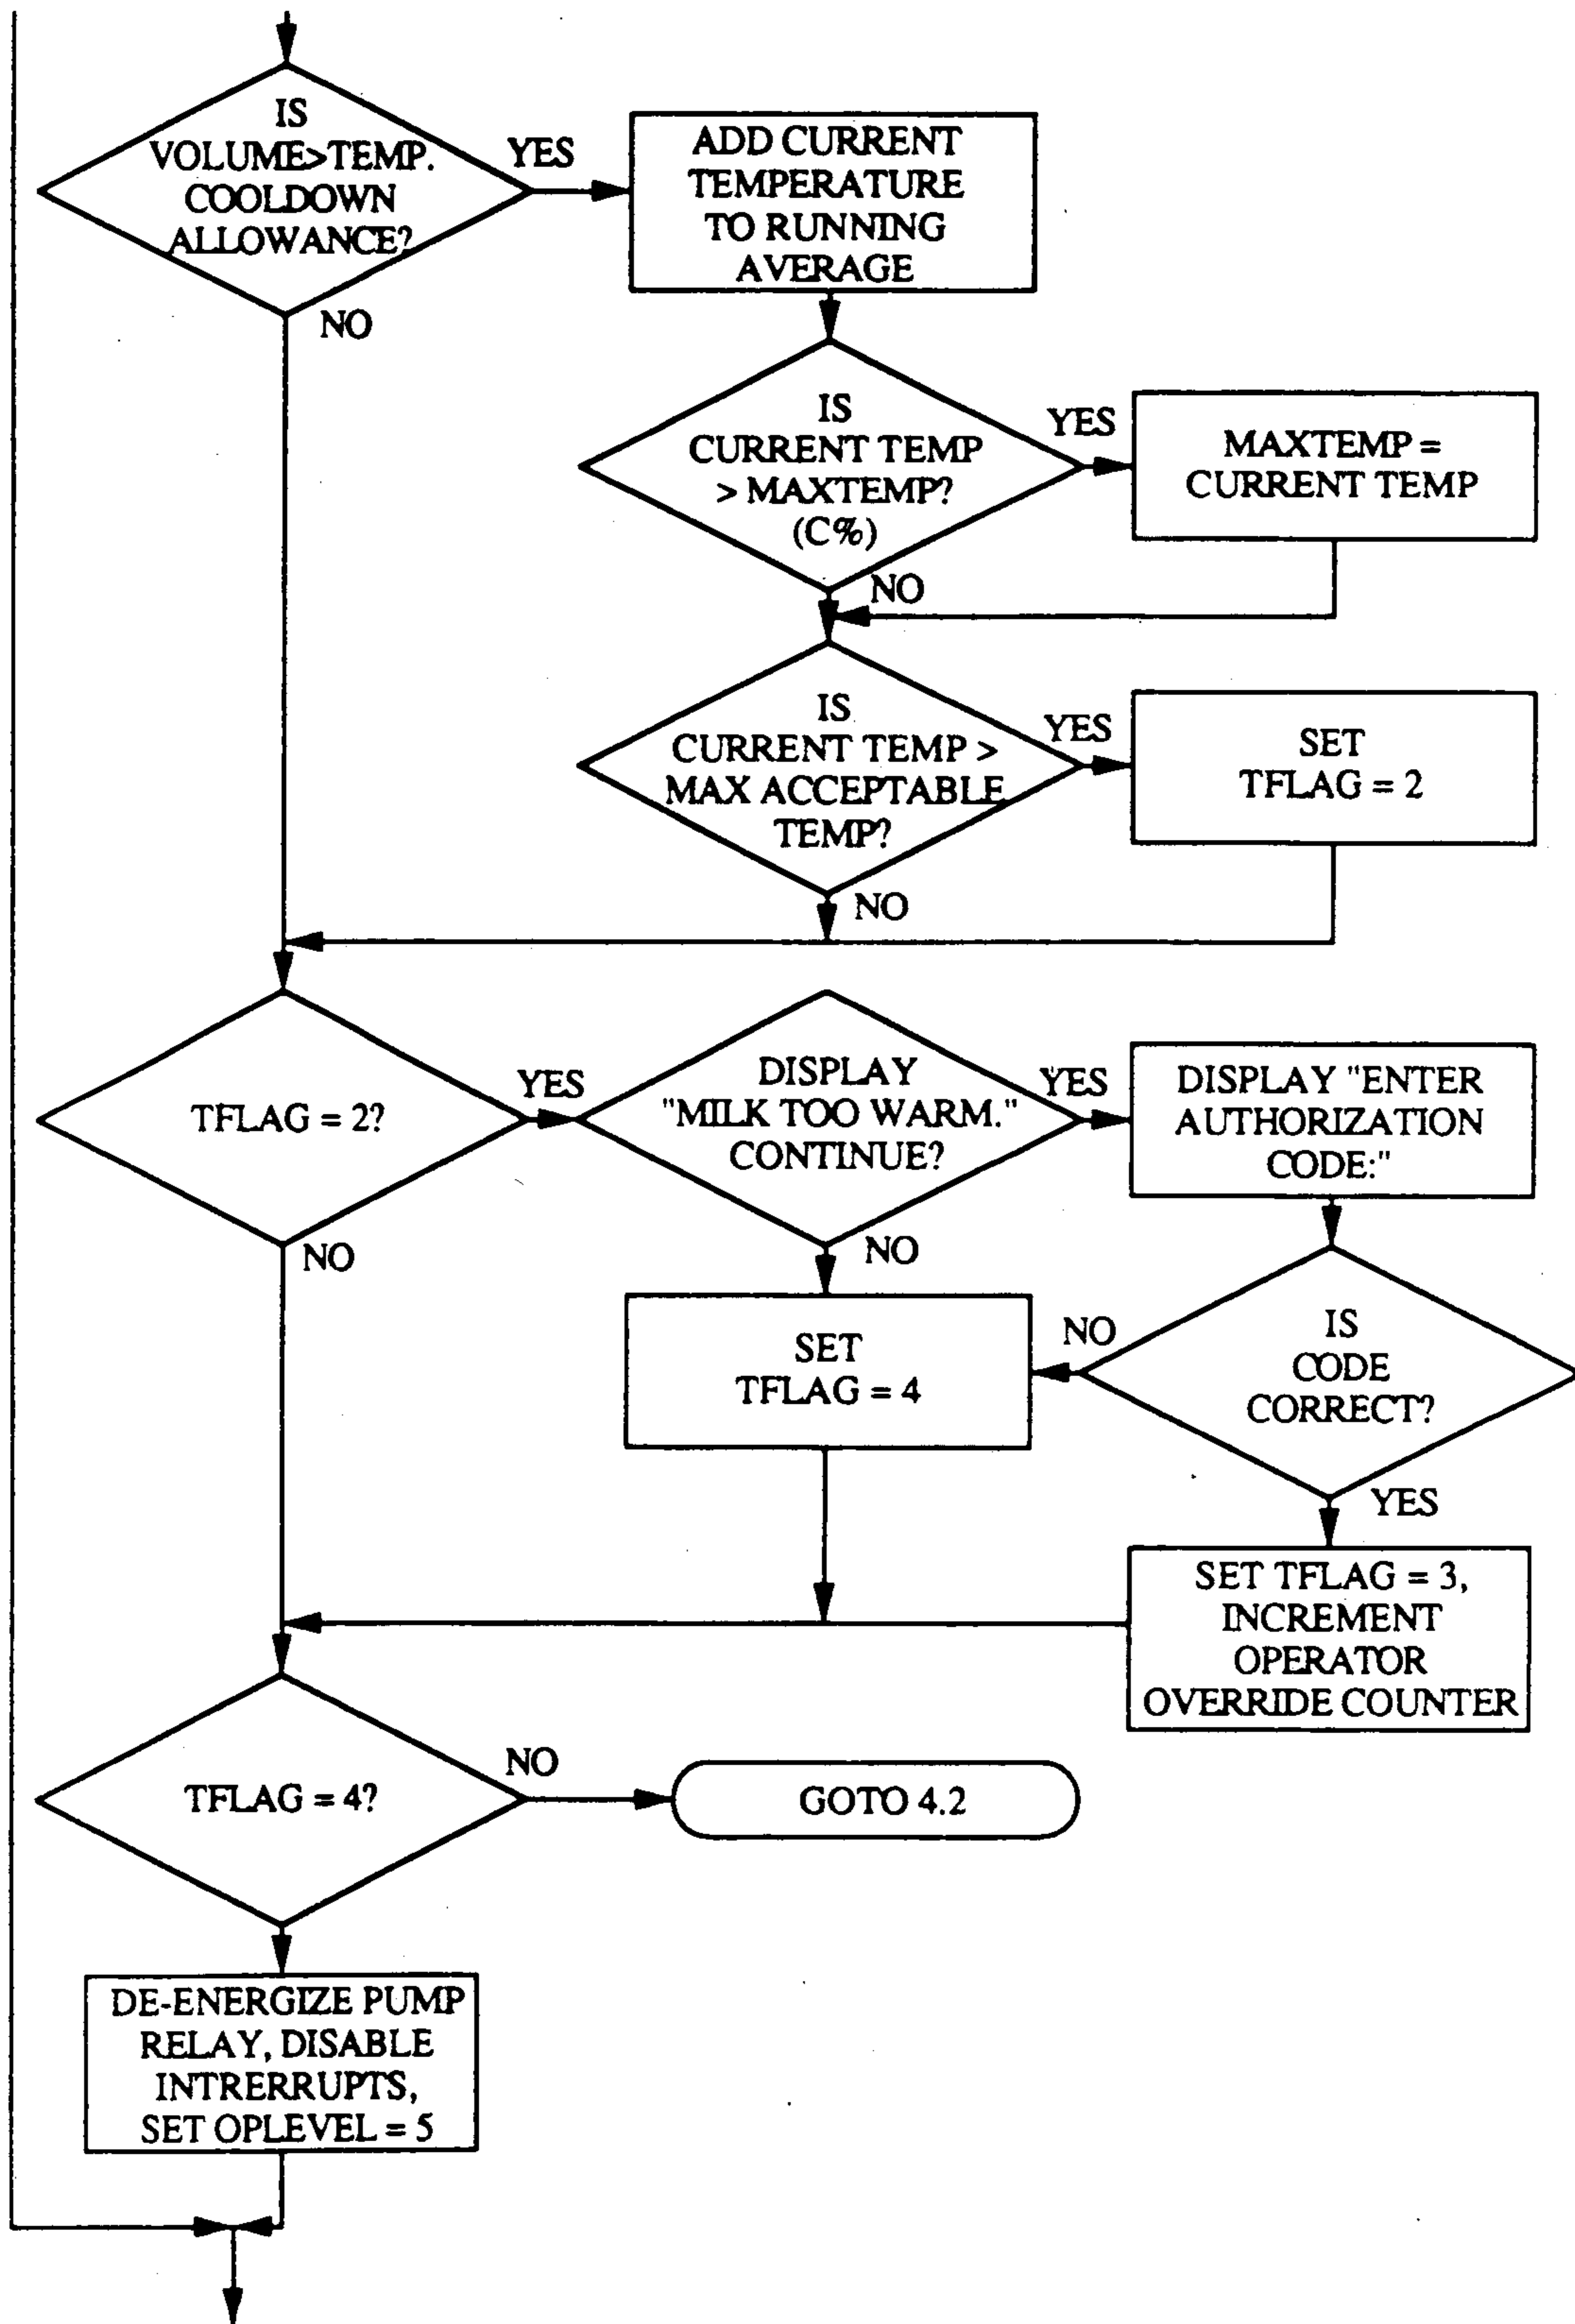 IS
VOLUME>TEMP.
COOLDOWN
ALLOWANCE?
YES
ADD CURRENT
TEMPERATURE
TO RUNNING
AVERAGE
NO
IS
CURRENT TEMP
> MAXTEMP?
(C%)
YES
MAXTEMP =
CURRENT TEMP
NO
IS
CURRENT TEMP >
MAX ACCEPTABLE
TEMP?
YES
SET
TFLAG = 2
NO
TFLAG = 2?
YES
DISPLAY
"MILK TOO WARM."
CONTINUE?
YES
DISPLAY "ENTER
AUTHORIZATION
CODE:"
NO
NO
SET
TFLAG = 4
NO
IS
CODE
CORRECT?
YES
SET TFLAG = 3,
INCREMENT
OPERATOR
OVERRIDE COUNTER
TFLAG = 4?
NO
GOTO 4.2
DE-ENERGIZE PUMP
RELAY, DISABLE
INTRERRUPTS,
SET OPLEVEL = 5